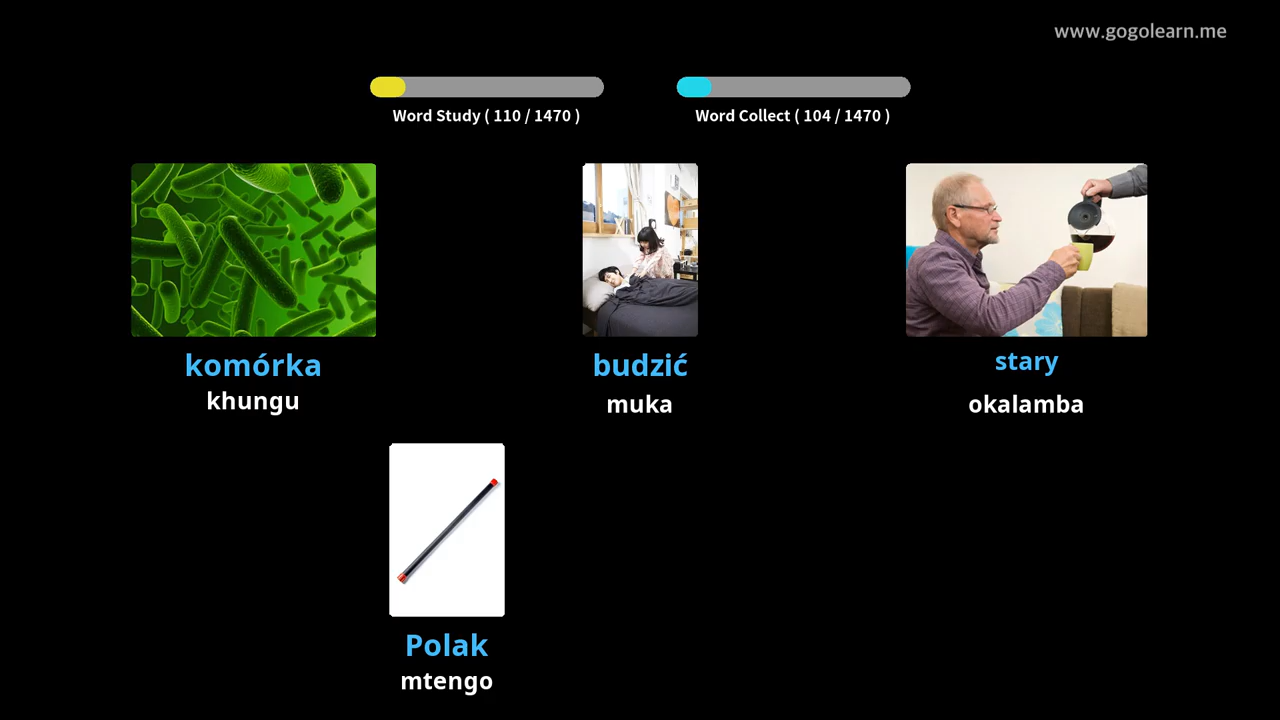 www.gogolearn.me
Word Study ( 110 / 1470 )
Word Collect ( 104 / 1470 )
komórka
khungu
budzić
muka
stary
okalamba
Polak
mtengo